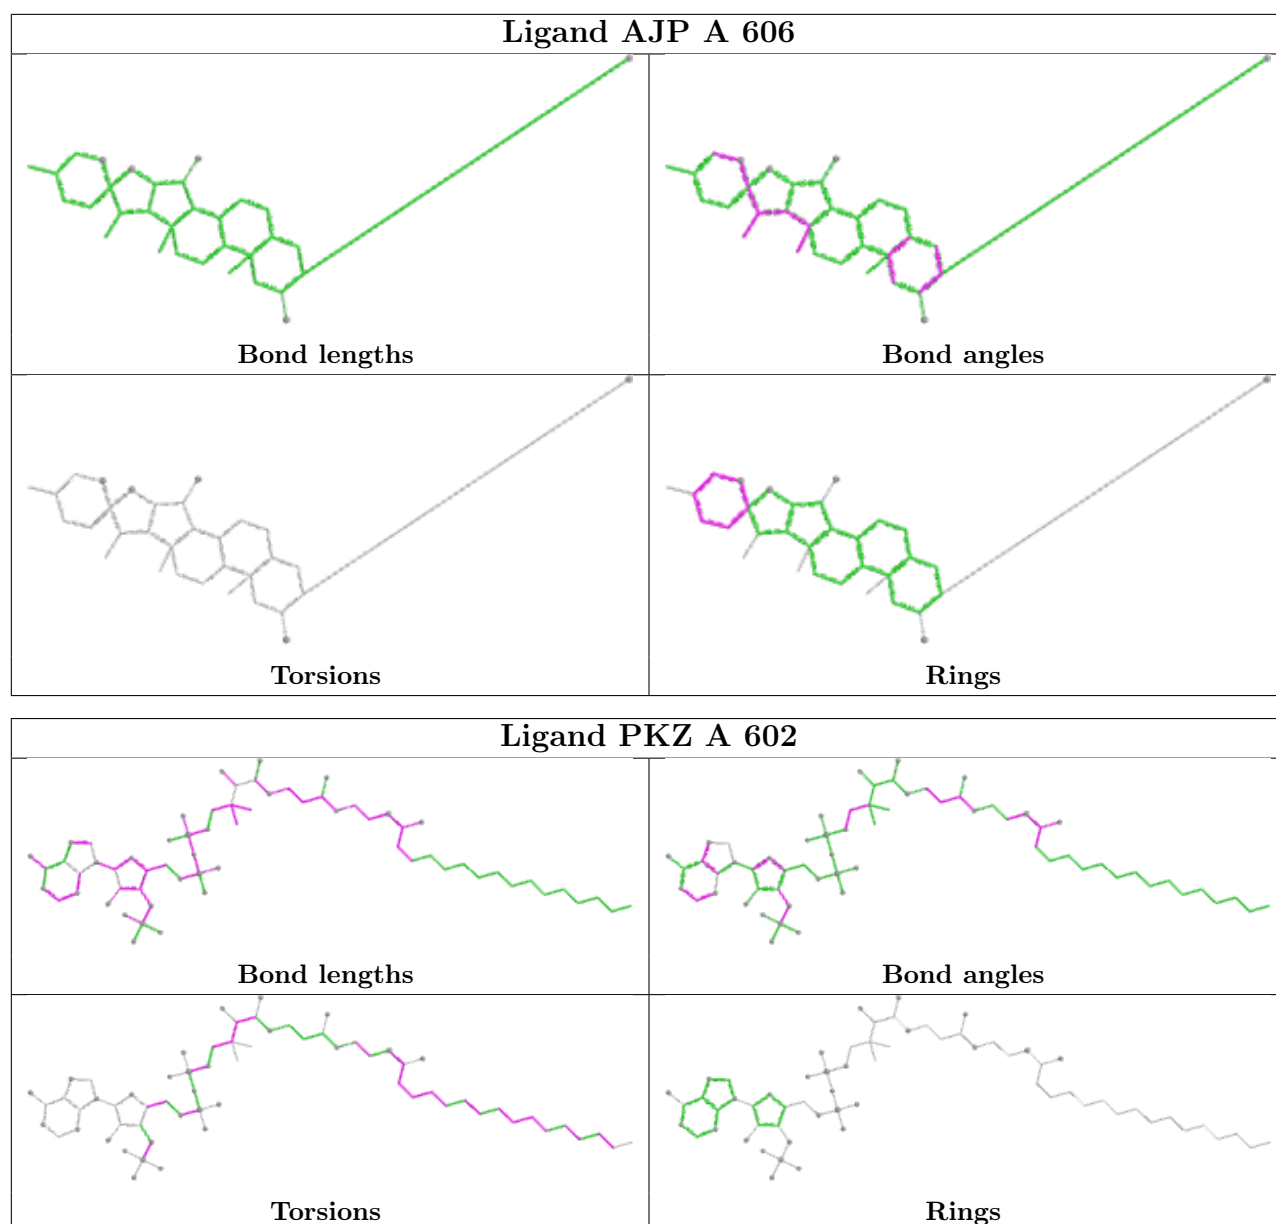 Ligand AJP A 606
Bond lengths
Bond angles
Torsions
Rings
Ligand PKZ A 602
Bond lengths
Bond angles
Torsions
Rings